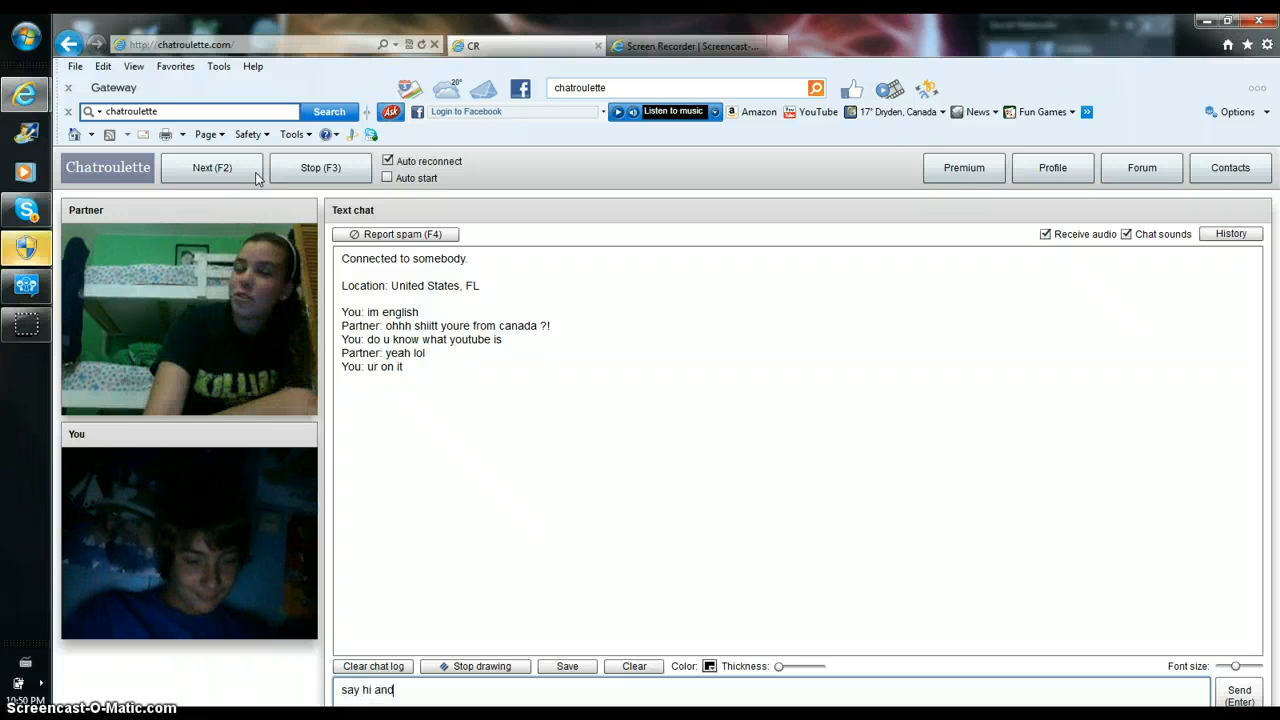 http://chatroulette.com/
CR
Screen Recorder | Screencast-...
File Edit View Favorites Tools Help
Gateway
20°
chatroulette
chatroulette
Search
Ask
Login to Facebook
Listen to music
Amazon
YouTube
17° Dryden, Canada
News
Fun Games
Options
Page
Safety
Tools
Chatroulette
Next (F2)
Stop (F3)
Auto reconnect
Auto start
Premium
Profile
Forum
Contacts
Partner
Text chat
Report spam (F4)
Receive audio
Chat sounds
History
Connected to somebody.
Location: United States, FL
You: im english
Partner: ohhh shiitt youre from canada ?!
You: do u know what youtube is
Partner: yeah lol
You: ur on it
You
Clear chat log
Stop drawing
Save
Clear
Color:
Thickness:
Font size:
say hi and
Send
(Enter)
10:50 PM
Screencast-O-Matic.com